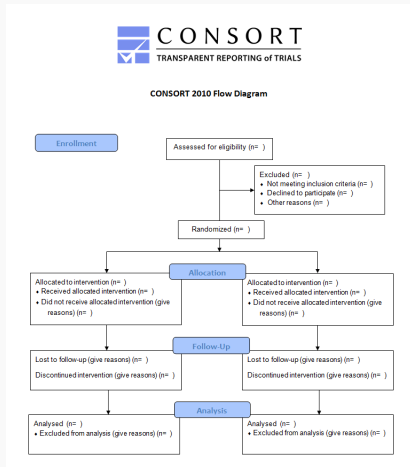 CONSORT
TRANSPARENT REPORTING of TRIALS
CONSORT 2010 Flow Diagram
Enrollment
Assessed for eligibility (n= )
Excluded (n= )
♦ Not meeting inclusion criteria (n= )
♦ Declined to participate (n= )
♦ Other reasons (n= )
Randomized (n= )
Allocation
Allocated to intervention (n= )
♦ Received allocated intervention (n= )
♦ Did not receive allocated intervention (give
reasons) (n= )
Allocated to intervention (n= )
♦ Received allocated intervention (n= )
♦ Did not receive allocated intervention (give
reasons) (n= )
Follow-Up
Lost to follow-up (give reasons) (n= )
Discontinued intervention (give reasons) (n= )
Lost to follow-up (give reasons) (n= )
Discontinued intervention (give reasons) (n= )
Analysis
Analysed (n= )
♦ Excluded from analysis (give reasons) (n= )
Analysed (n= )
♦ Excluded from analysis (give reasons) (n= )